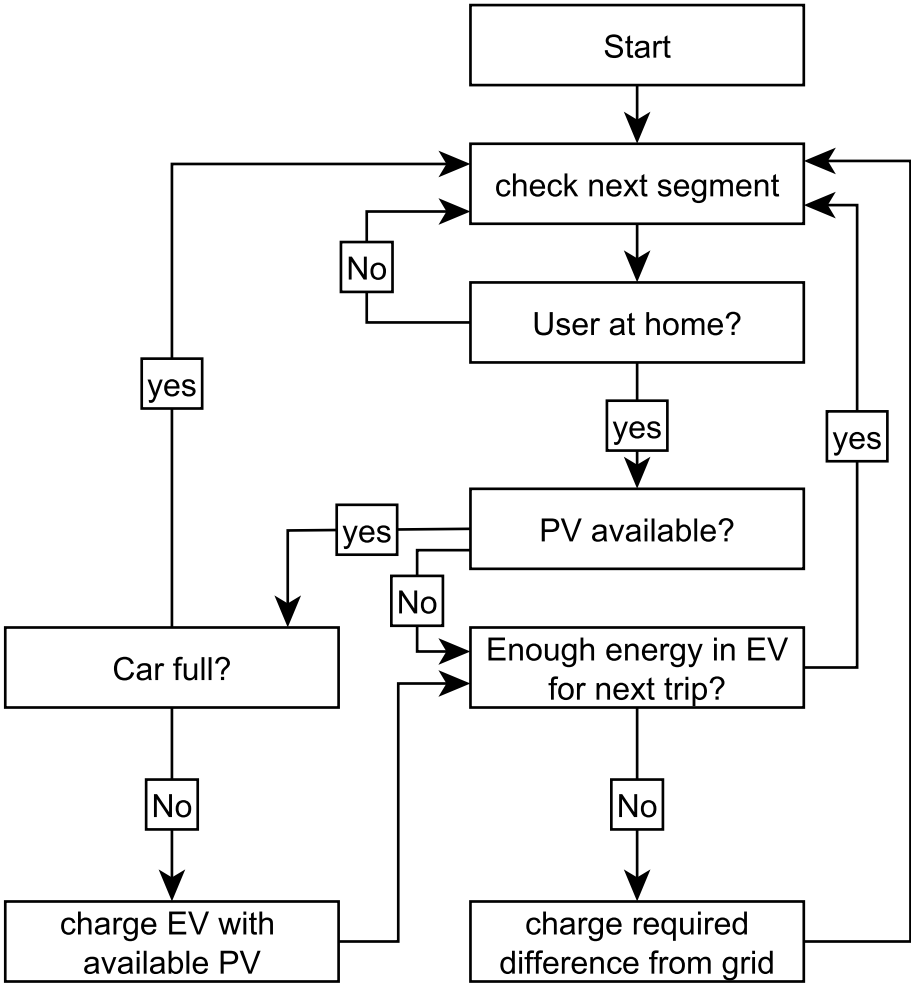 Start
check next segment
No
User at home?
yes
yes
yes
PV available?
yes
No
Car full?
Enough energy in EV
for next trip?
No
No
charge EV with
available PV
charge required
difference from grid